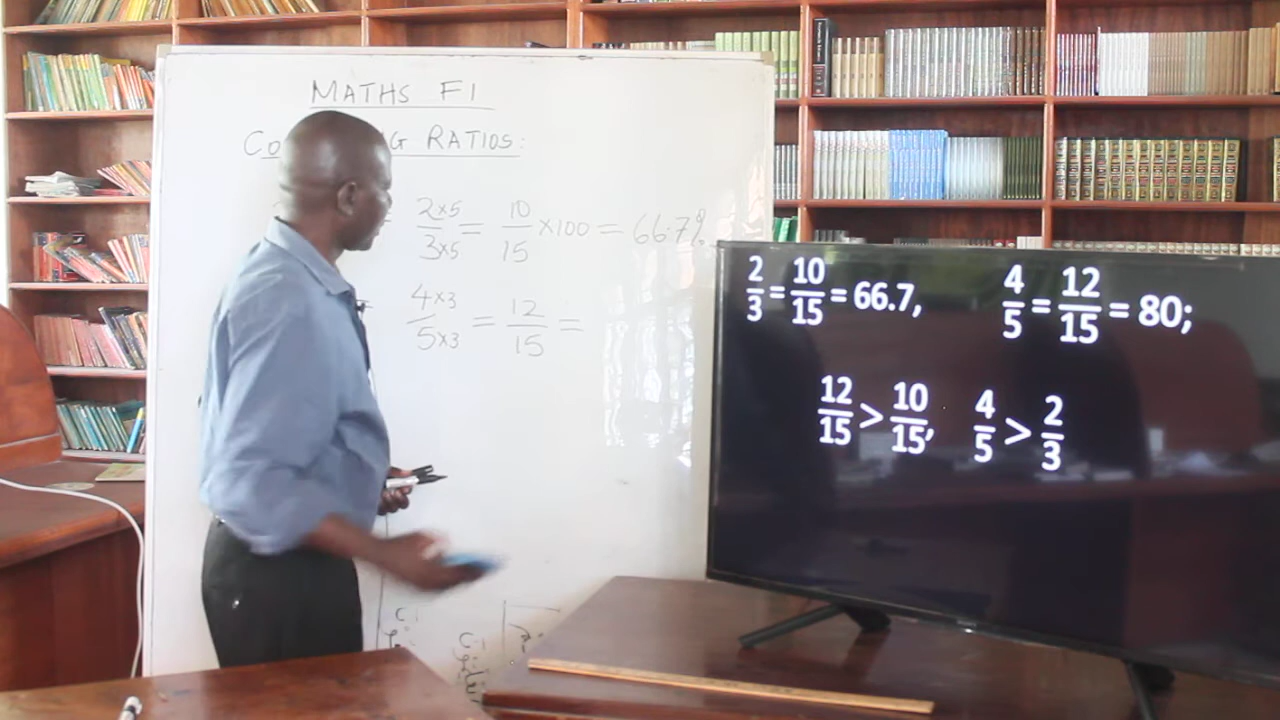 MATHS F1
Co G RATIOS:
= 2×5/3×5 = 10/15 ×100 = 66.7%
= 4×3/5×3 = 12/15 =
2/3 = 10/15 = 66.7, 4/5 = 12/15 = 80;
12/15 > 10/15, 4/5 > 2/3